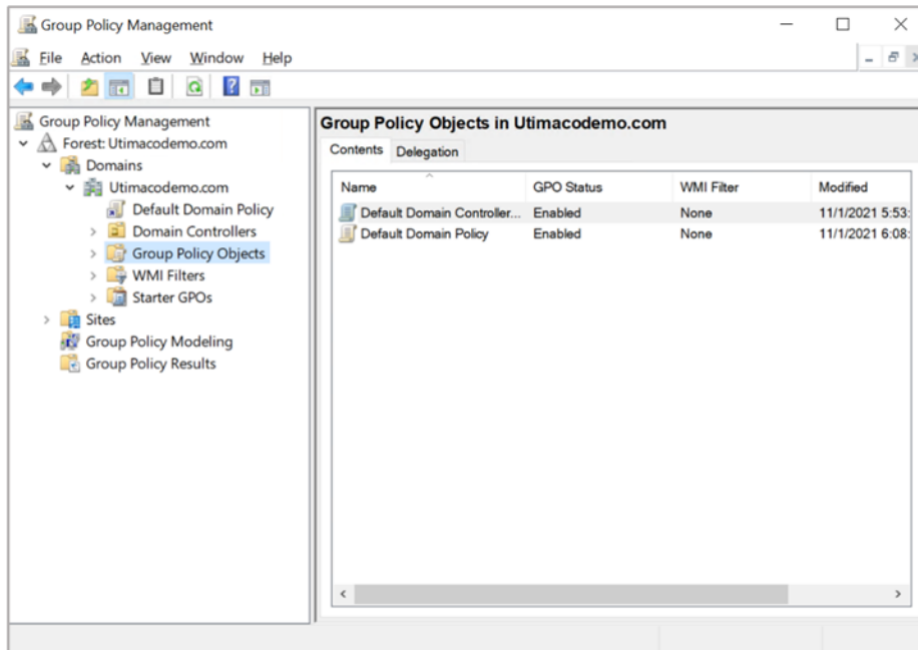 Group Policy Management
File Action View Window Help
Group Policy Management
Forest: Utimacodemo.com
Domains
Utimacodemo.com
Default Domain Policy
Domain Controllers
Group Policy Objects
WMI Filters
Starter GPOs
Sites
Group Policy Modeling
Group Policy Results
Group Policy Objects in Utimacodemo.com
Contents Delegation
Name GPO Status WMI Filter Modified
Default Domain Controller... Enabled None 11/1/2021 5:53:
Default Domain Policy Enabled None 11/1/2021 6:08: